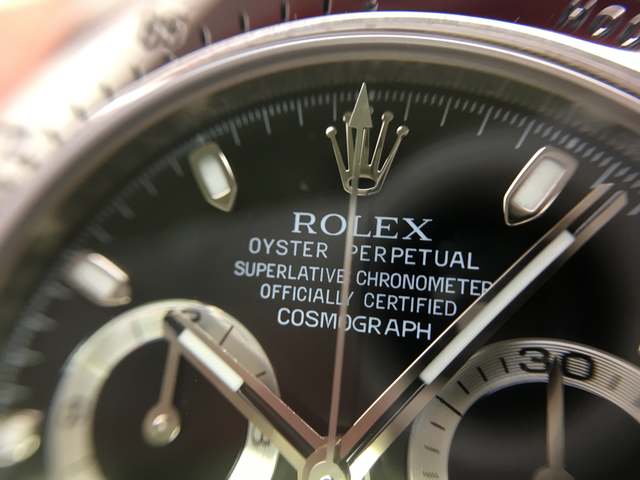 ROLEX
OYSTER PERPETUAL
SUPERLATIVE CHRONOMETER
OFFICIALLY CERTIFIED
COSMOGRAPH
30